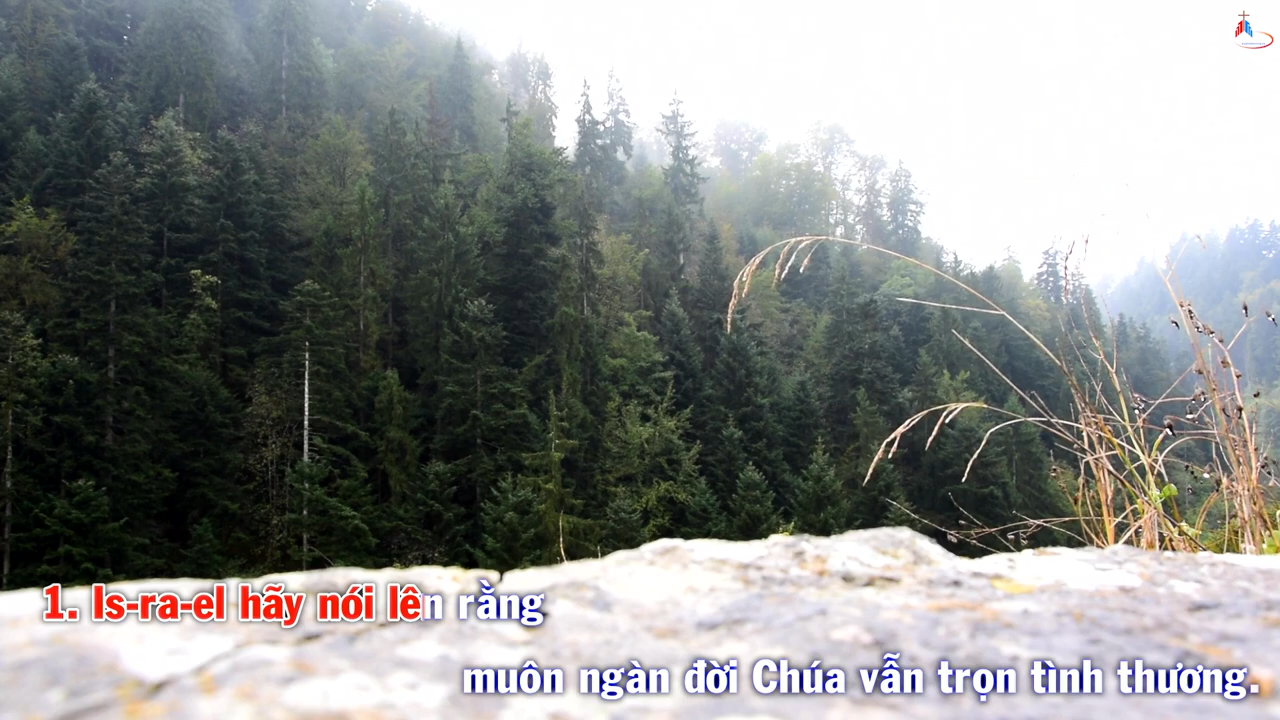 1. Is-ra-el hãy nói lên rằng
muôn ngàn đời Chúa vẫn trọn tình thương.